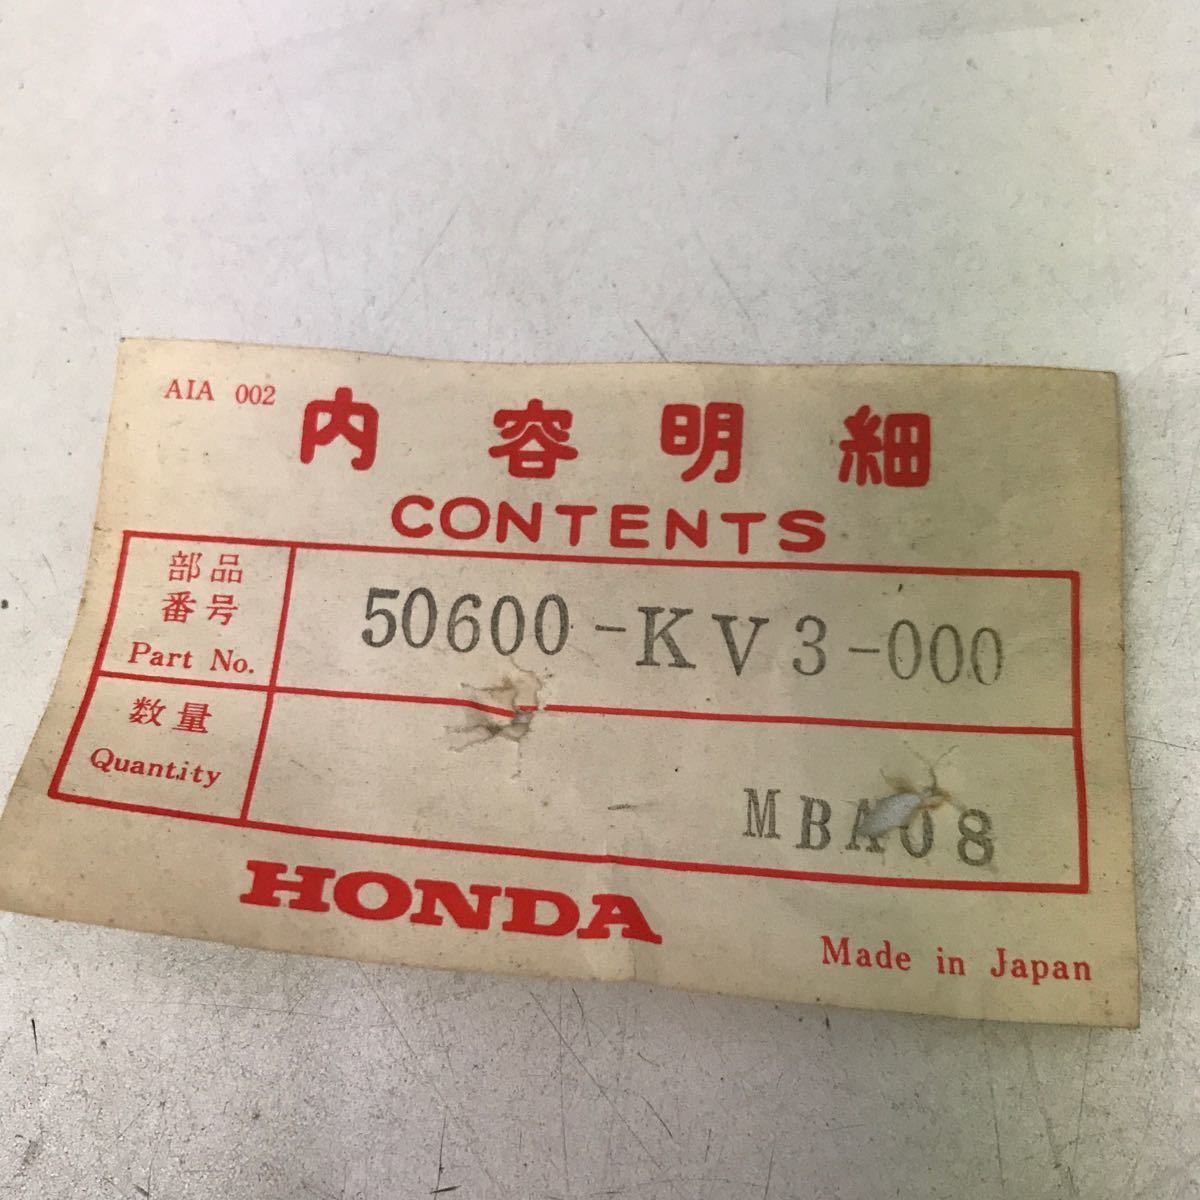 AIA 002
内容明細
CONTENTS
部品
番号
Part No.
50600-KV3-000
数量
Quantity
MBA08
HONDA
Made in Japan